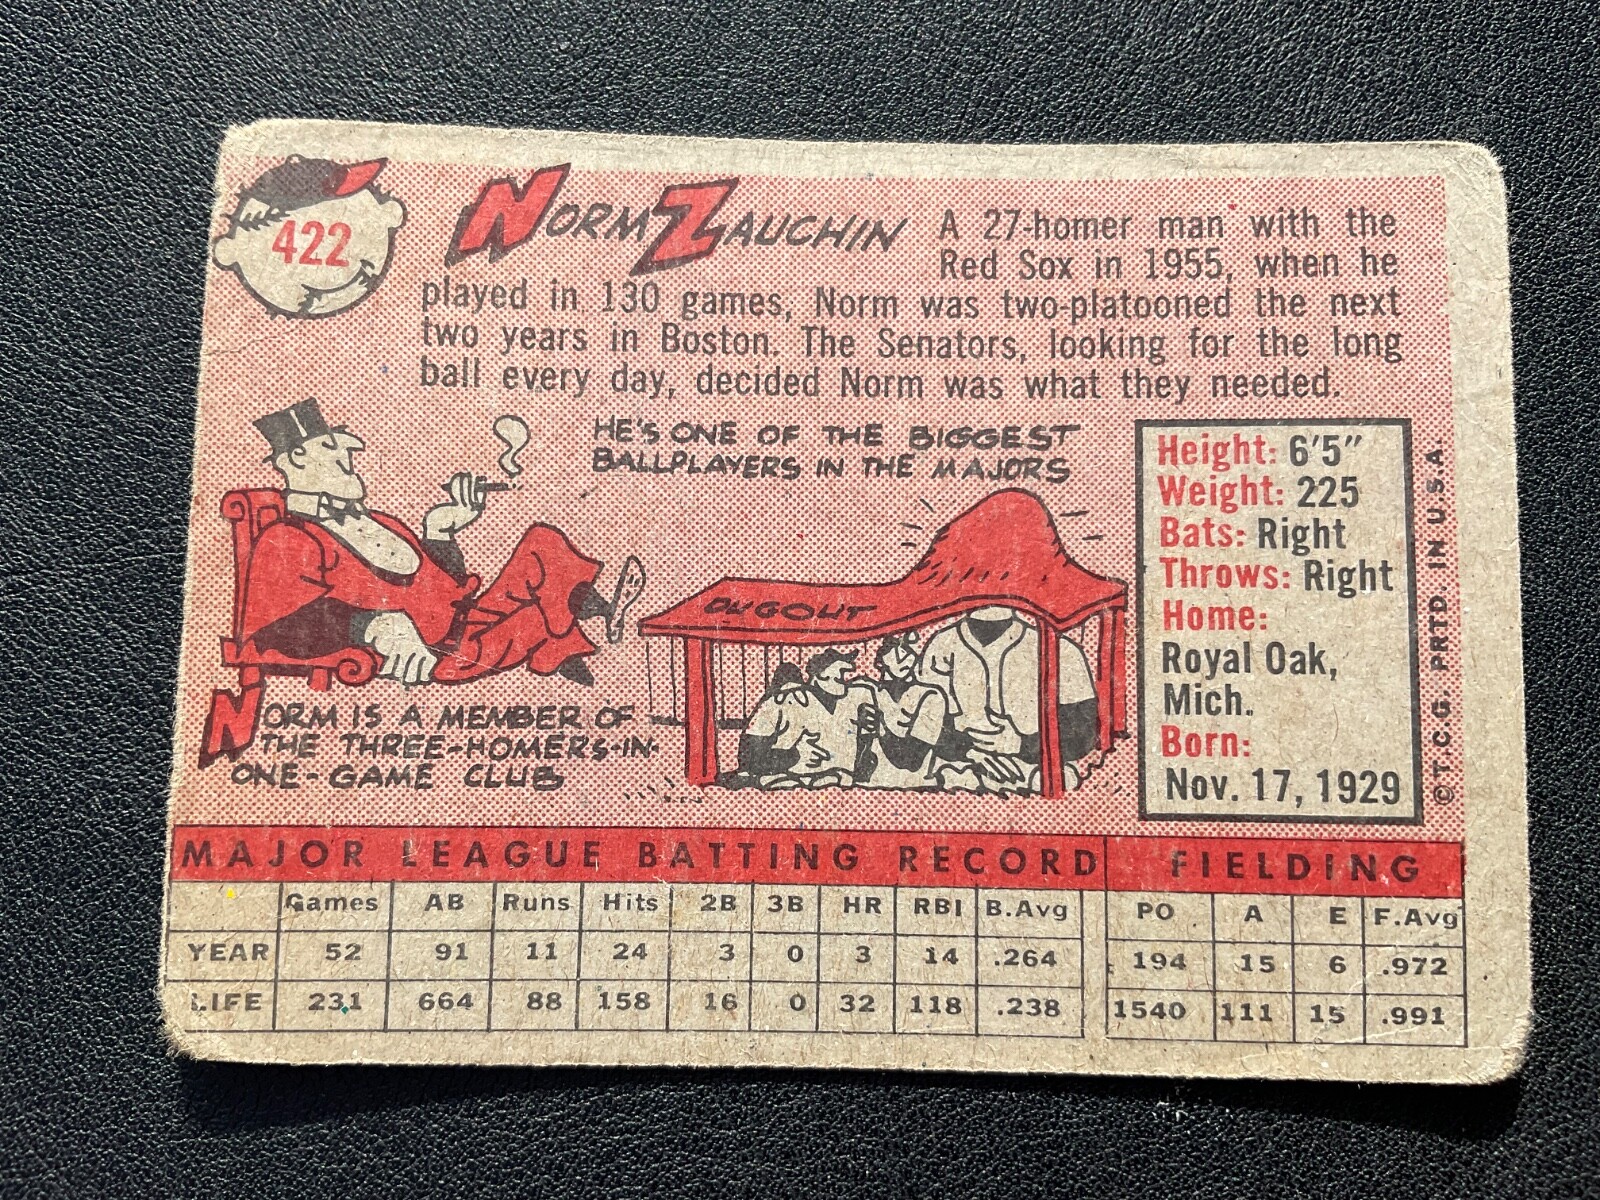 422
NORM ZAUCHIN
A 27-homer man with the
Red Sox in 1955, when he
played in 130 games, Norm was two-platooned the next
two years in Boston. The Senators, looking for the long
ball every day, decided Norm was what they needed.
HE'S ONE OF THE BIGGEST
BALLPLAYERS IN THE MAJORS
DUGOUT
NORM IS A MEMBER OF
THE THREE-HOMERS-IN-
ONE-GAME CLUB
Height: 6'5"
Weight: 225
Bats: Right
Throws: Right
Home:
Royal Oak,
Mich.
Born:
Nov. 17, 1929
©T.C.G. PRTD. IN U.S.A.
MAJOR LEAGUE BATTING RECORD FIELDING
Games AB Runs Hits 2B 3B HR RBI B.Avg PO A E F.Avg
YEAR 52 91 11 24 3 0 3 14 .264 194 15 6 .972
LIFE 231 664 88 158 16 0 32 118 .238 1540 111 15 .991